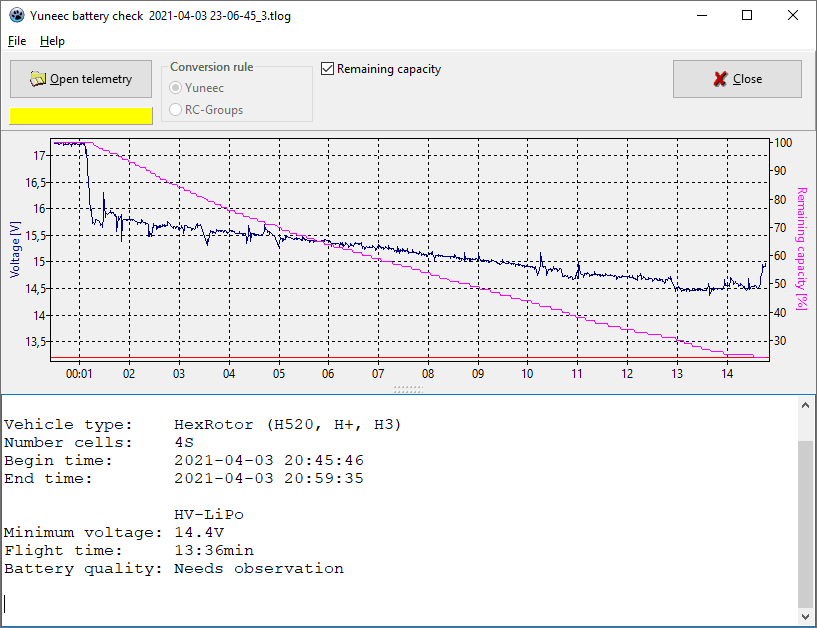 Yuneec battery check 2021-04-03 23-06-45_3.tlog
File Help
Open telemetry
Conversion rule
Yuneec
RC-Groups
Remaining capacity
Close
17
16,5
16
15,5
15
14,5
14
13,5
Voltage [V]
100
90
80
70
60
50
40
30
Remaining capacity [%]
00:01 02 03 04 05 06 07 08 09 10 11 12 13 14
Vehicle type: HexRotor (H520, H+, H3)
Number cells: 4S
Begin time: 2021-04-03 20:45:46
End time: 2021-04-03 20:59:35
HV-LiPo
Minimum voltage: 14.4V
Flight time: 13:36min
Battery quality: Needs observation